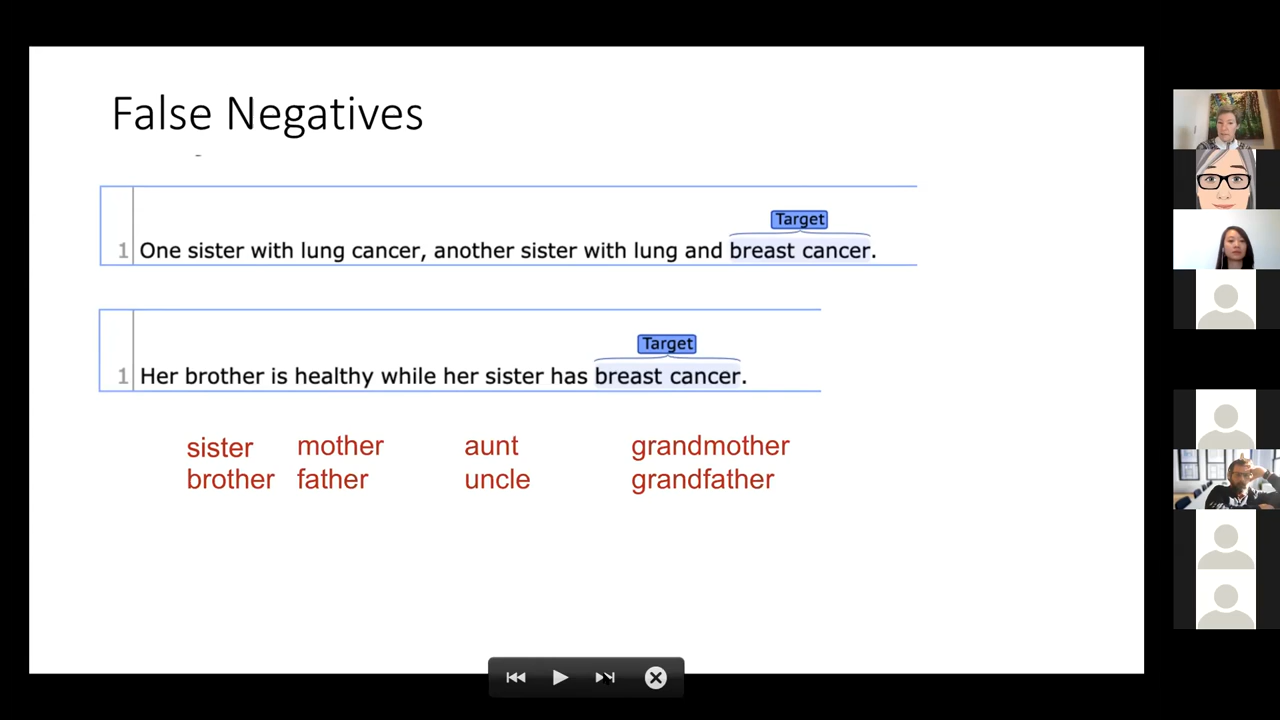 False Negatives
Target
1 One sister with lung cancer, another sister with lung and breast cancer.
Target
1 Her brother is healthy while her sister has breast cancer.
sister mother aunt grandmother
brother father uncle grandfather